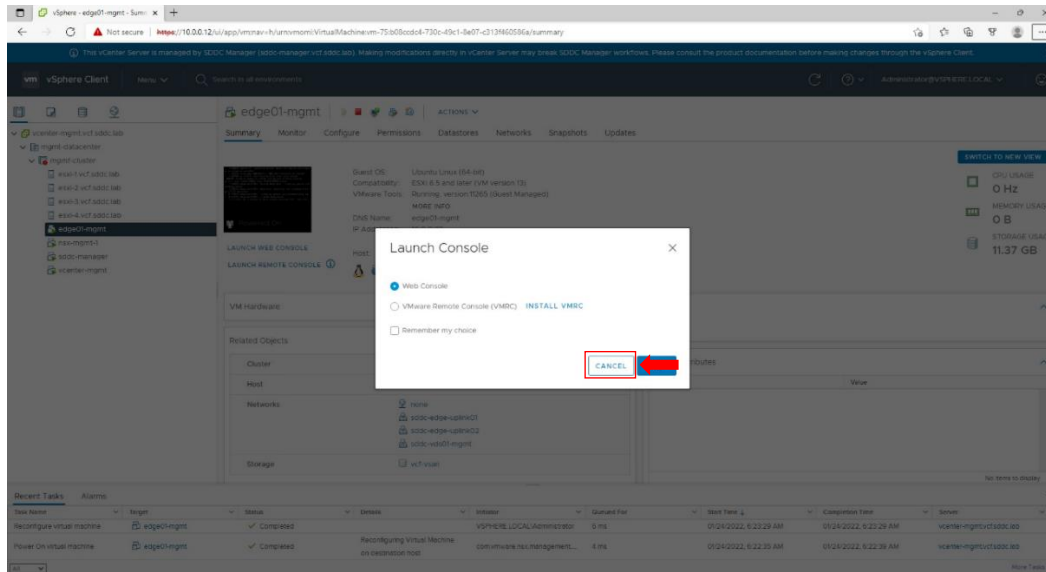 vSphere - edge01-mgmt - Summ
Not secure
https://10.0.0.12/ui/app/vm;nav=h/urn:vmomi:VirtualMachine:vm-75:b08ccdc4-730c-49c1-8e07-c313f460586a/summary
This vCenter Server is managed by SDDC Manager (sddc-manager.vcf.sddc.lab). Making modifications directly in vCenter Server may break SDDC Manager workflows. Please consult the product documentation before making changes through the vSphere Client.
vm vSphere Client Menu Search in all environments Administrator@VSPHERE.LOCAL
edge01-mgmt ACTIONS
Summary Monitor Configure Permissions Datastores Networks Snapshots Updates
vcenter-mgmt.vcf.sddc.lab
mgmt-datacenter
mgmt-cluster
esxi-1.vcf.sddc.lab
esxi-2.vcf.sddc.lab
esxi-3.vcf.sddc.lab
esxi-4.vcf.sddc.lab
edge01-mgmt
nsx-mgmt-1
sddc-manager
vcenter-mgmt
Guest OS: Ubuntu Linux (64-bit)
Compatibility: ESXi 6.5 and later (VM version 13)
VMware Tools: Running, version:11265 (Guest Managed)
MORE INFO
DNS Name: edge01-mgmt
IP Add
Host:
LAUNCH WEB CONSOLE
LAUNCH REMOTE CONSOLE
SWITCH TO NEW VIEW
CPU USAGE
0 Hz
MEMORY USAG
0 B
STORAGE USA
11.37 GB
Launch Console
Web Console
VMware Remote Console (VMRC) INSTALL VMRC
Remember my choice
CANCEL
VM Hardware
Related Objects
Cluster
Host
Networks
none
sddc-edge-uplink01
sddc-edge-uplink02
sddc-vds01-mgmt
Storage
vcf-vsan
ributes
Value
No items to display
Recent Tasks Alarms
Task Name Target Status Details Initiator Queued For Start Time Completion Time Server
Reconfigure virtual machine edge01-mgmt Completed VSPHERE.LOCAL\Administrator 6 ms 01/24/2022, 6:23:29 AM 01/24/2022, 6:23:29 AM vcenter-mgmt.vcf.sddc.lab
Power On virtual machine edge01-mgmt Completed Reconfiguring Virtual Machine on destination host com.vmware.nsx.management.... 4 ms 01/24/2022, 6:22:35 AM 01/24/2022, 6:22:39 AM vcenter-mgmt.vcf.sddc.lab
All
More Tasks